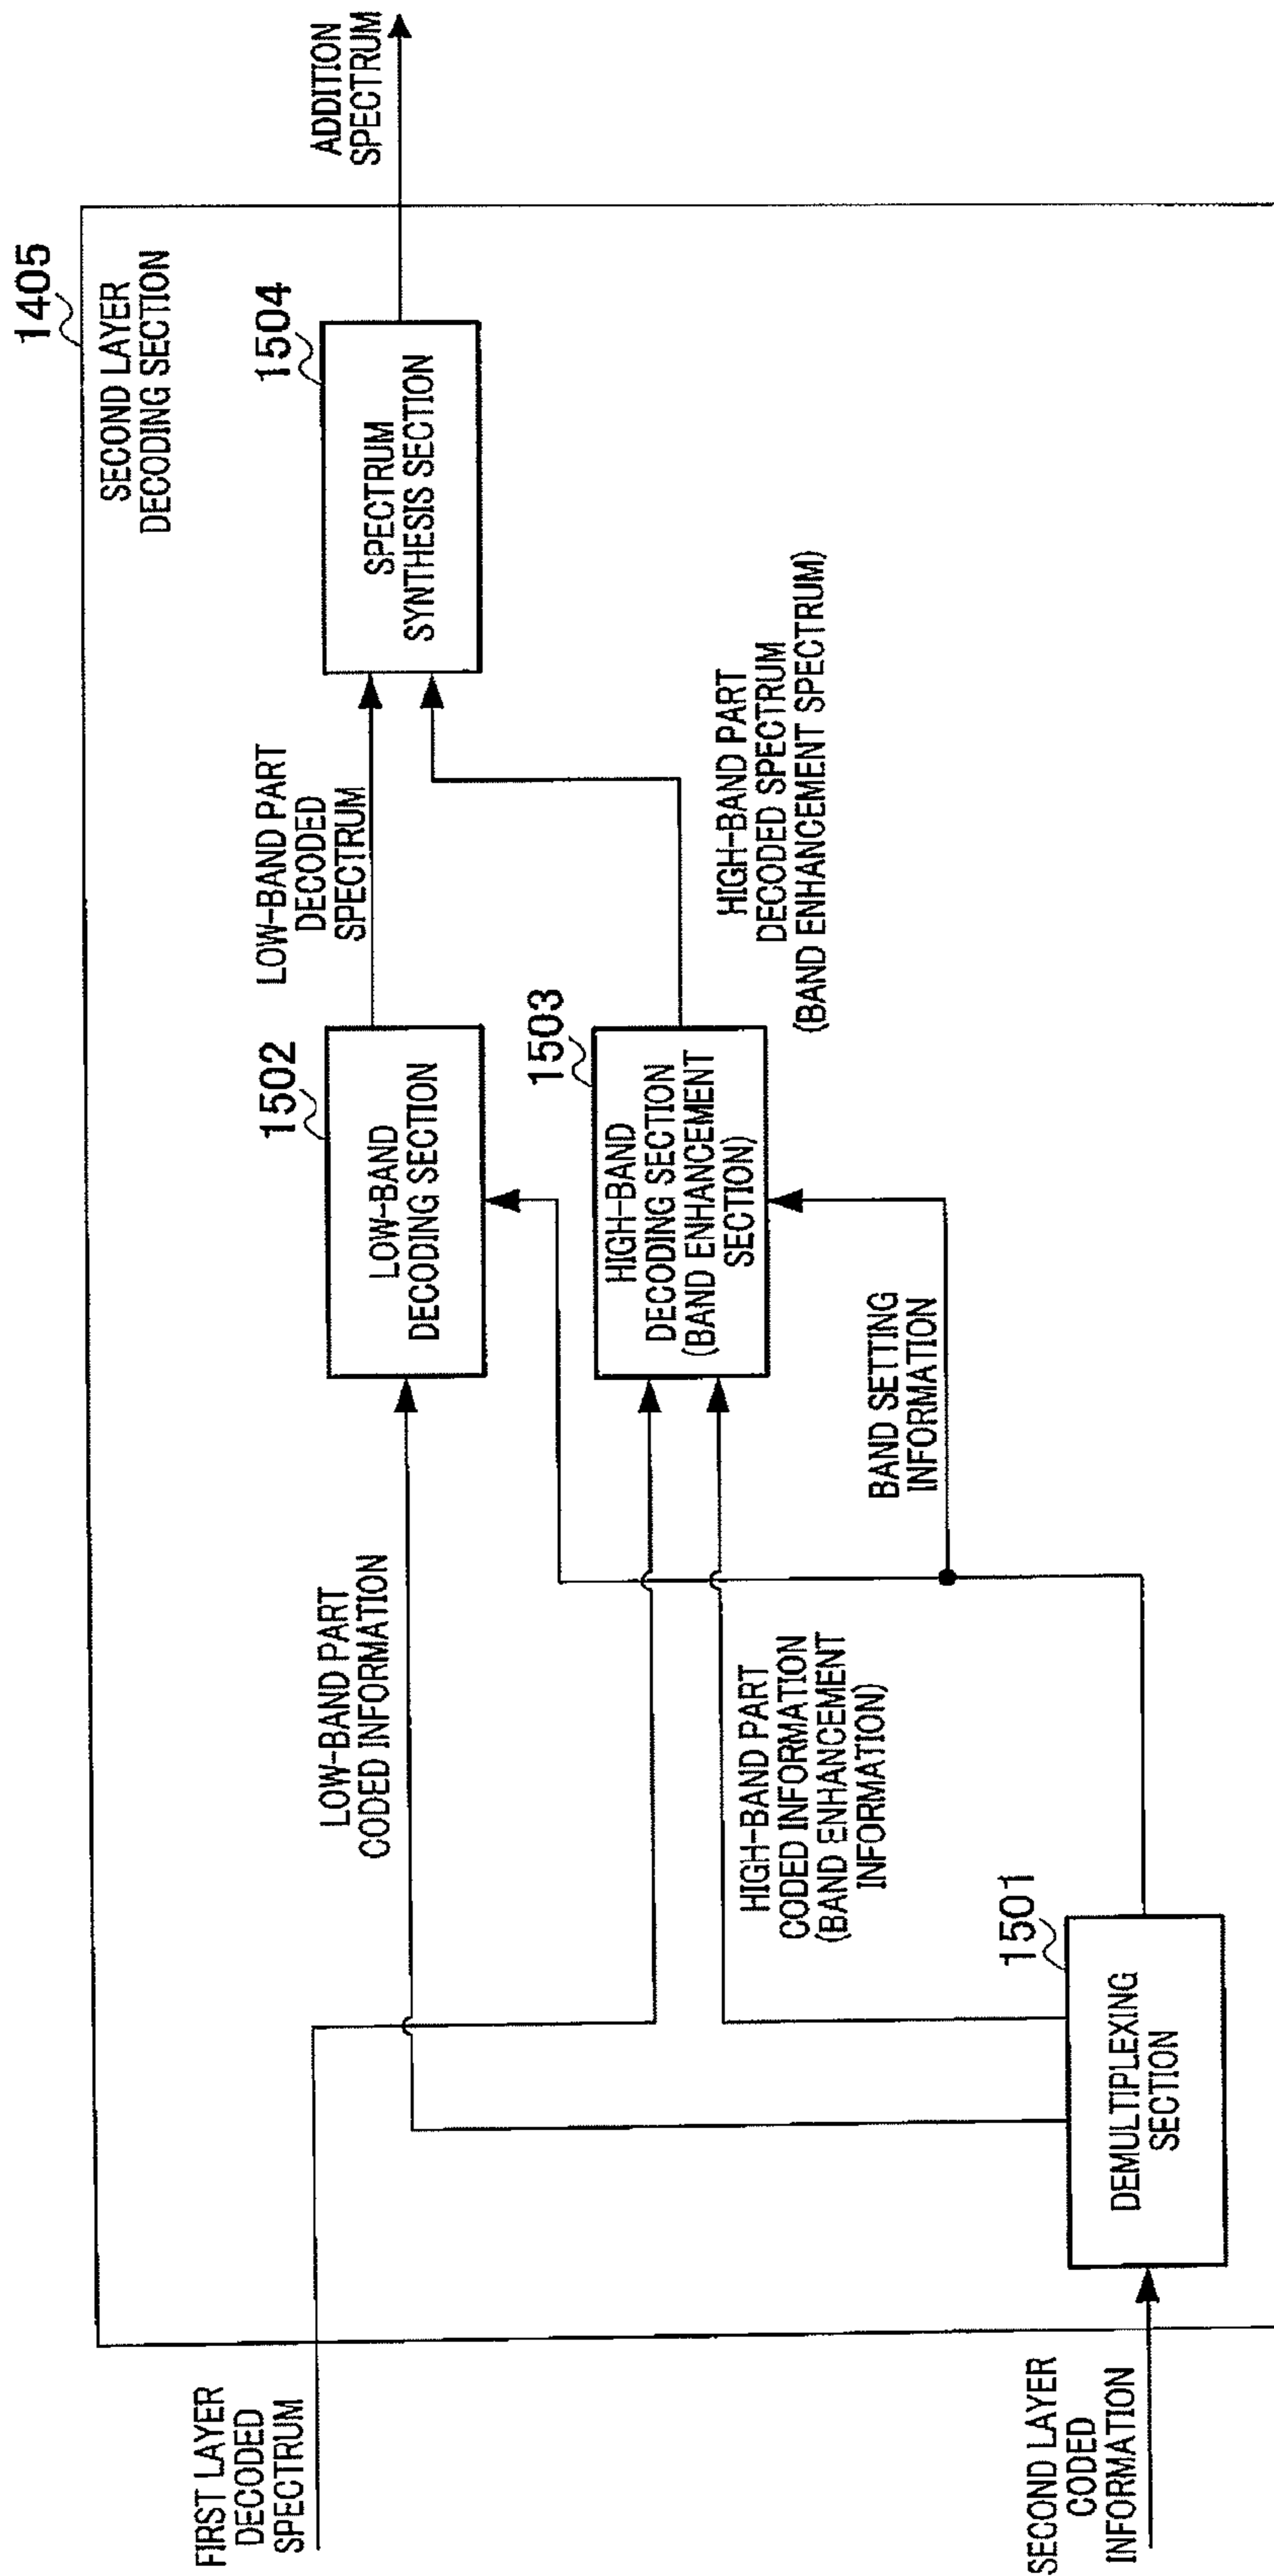 1405
SECOND LAYER
DECODING SECTION
FIRST LAYER
DECODED
SPECTRUM
SECOND LAYER
CODED
INFORMATION
1501
DEMULTIPLEXING
SECTION
LOW-BAND PART
CODED INFORMATION
HIGH-BAND PART
CODED INFORMATION
(BAND ENHANCEMENT
INFORMATION)
BAND SETTING
INFORMATION
1502
LOW-BAND
DECODING SECTION
1503
HIGH-BAND
DECODING SECTION
(BAND ENHANCEMENT
SECTION)
LOW-BAND PART
DECODED
SPECTRUM
HIGH-BAND PART
DECODED SPECTRUM
(BAND ENHANCEMENT SPECTRUM)
1504
SPECTRUM
SYNTHESIS SECTION
ADDITION
SPECTRUM